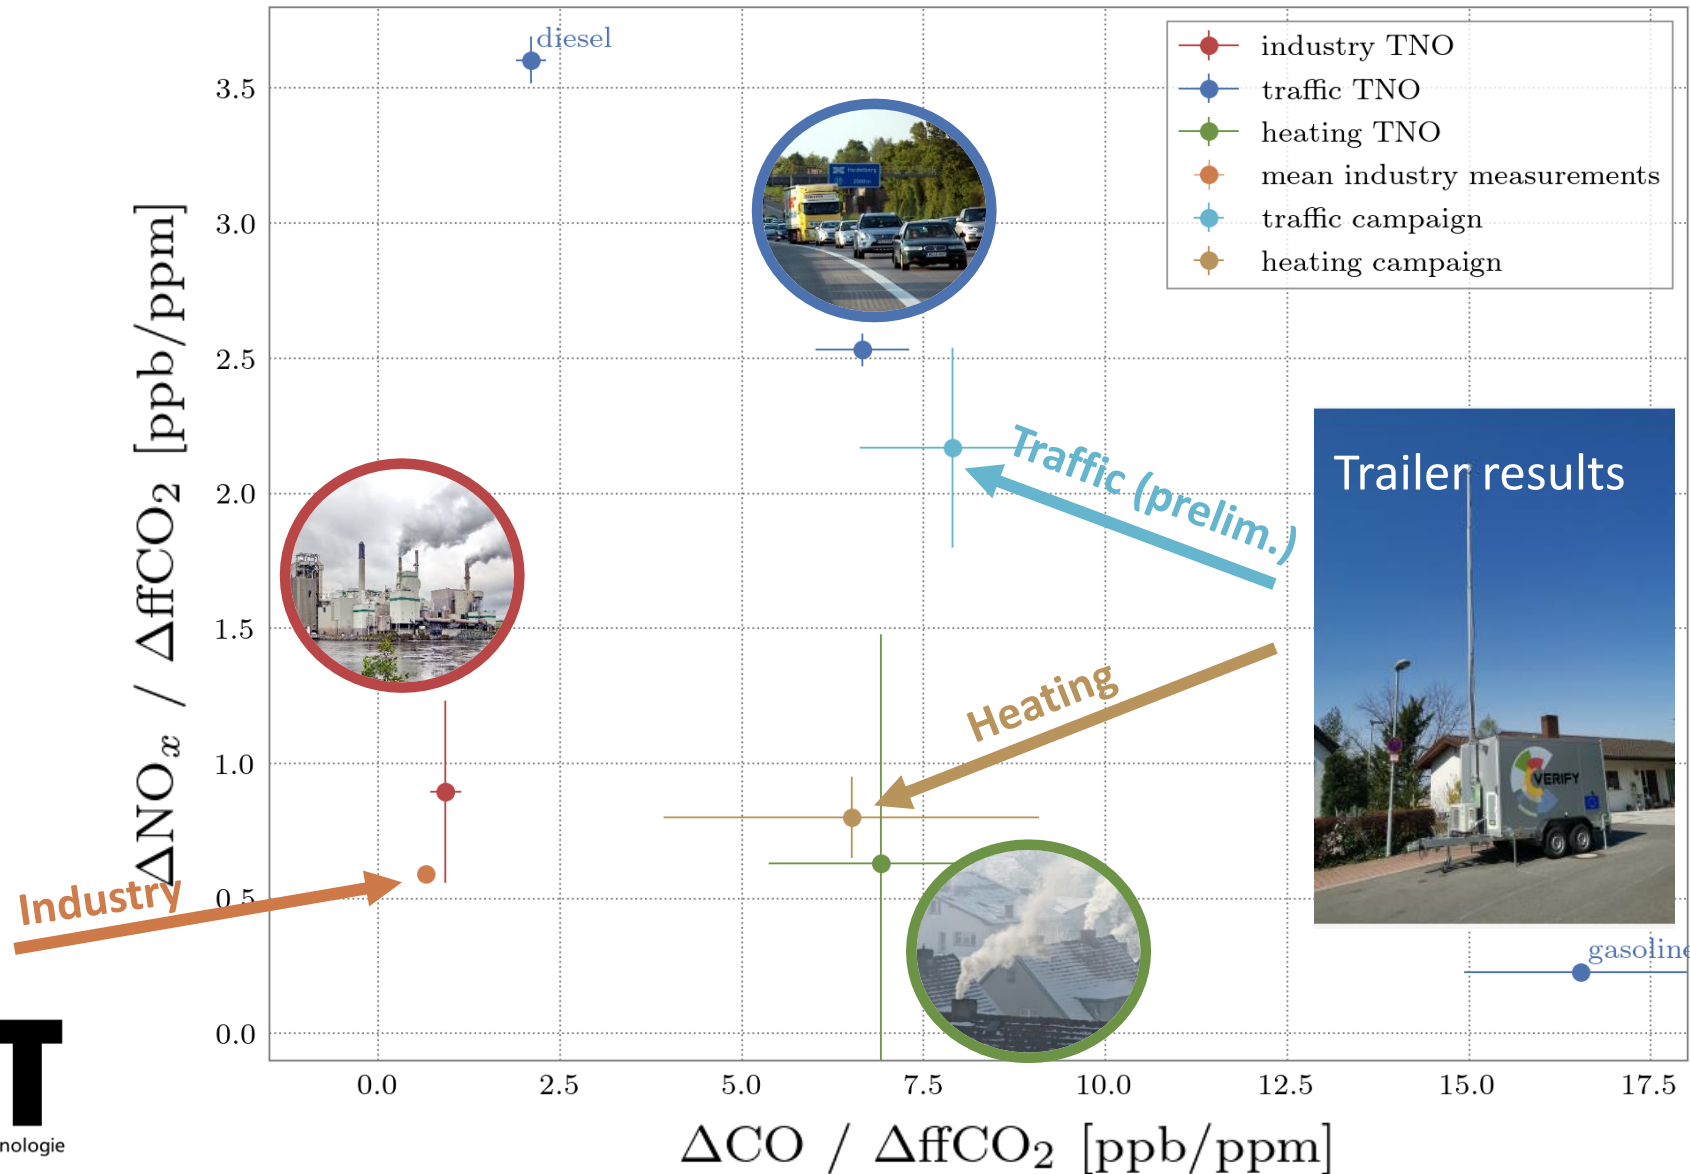 diesel
industry TNO
traffic TNO
heating TNO
mean industry measurements
traffic campaign
heating campaign
3.5
3.0
2.5
2.0
1.5
1.0
0.5
0.0
ΔNOₓ / ΔffCO₂ [ppb/ppm]
Heidelberg
Traffic (prelim.)
Trailer results
Heating
VERIFY
Industry
gasoline
0.0 2.5 5.0 7.5 10.0 12.5 15.0 17.5
ΔCO / ΔffCO₂ [ppb/ppm]
T
nologie